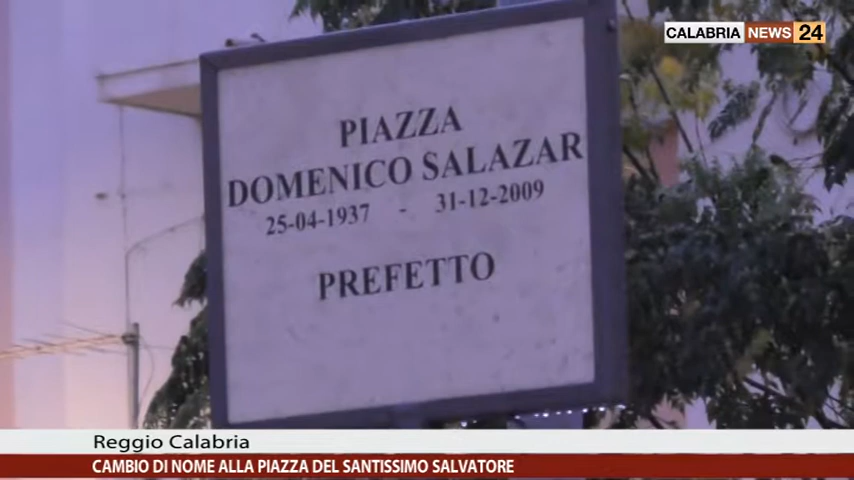 CALABRIA NEWS 24
PIAZZA
DOMENICO SALAZAR
25-04-1937 - 31-12-2009
PREFETTO
Reggio Calabria
CAMBIO DI NOME ALLA PIAZZA DEL SANTISSIMO SALVATORE